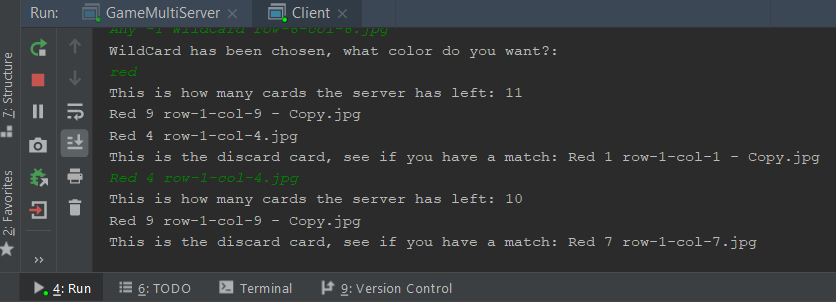 Run: GameMultiServer × Client ×
Any -1 WildCard row-6-col-6.jpg
WildCard has been chosen, what color do you want?:
red
This is how many cards the server has left: 11
Red 9 row-1-col-9 - Copy.jpg
Red 4 row-1-col-4.jpg
This is the discard card, see if you have a match: Red 1 row-1-col-1 - Copy.jpg
Red 4 row-1-col-4.jpg
This is how many cards the server has left: 10
Red 9 row-1-col-9 - Copy.jpg
This is the discard card, see if you have a match: Red 7 row-1-col-7.jpg
7: Structure
2: Favorites
»
4: Run 6: TODO Terminal 9: Version Control